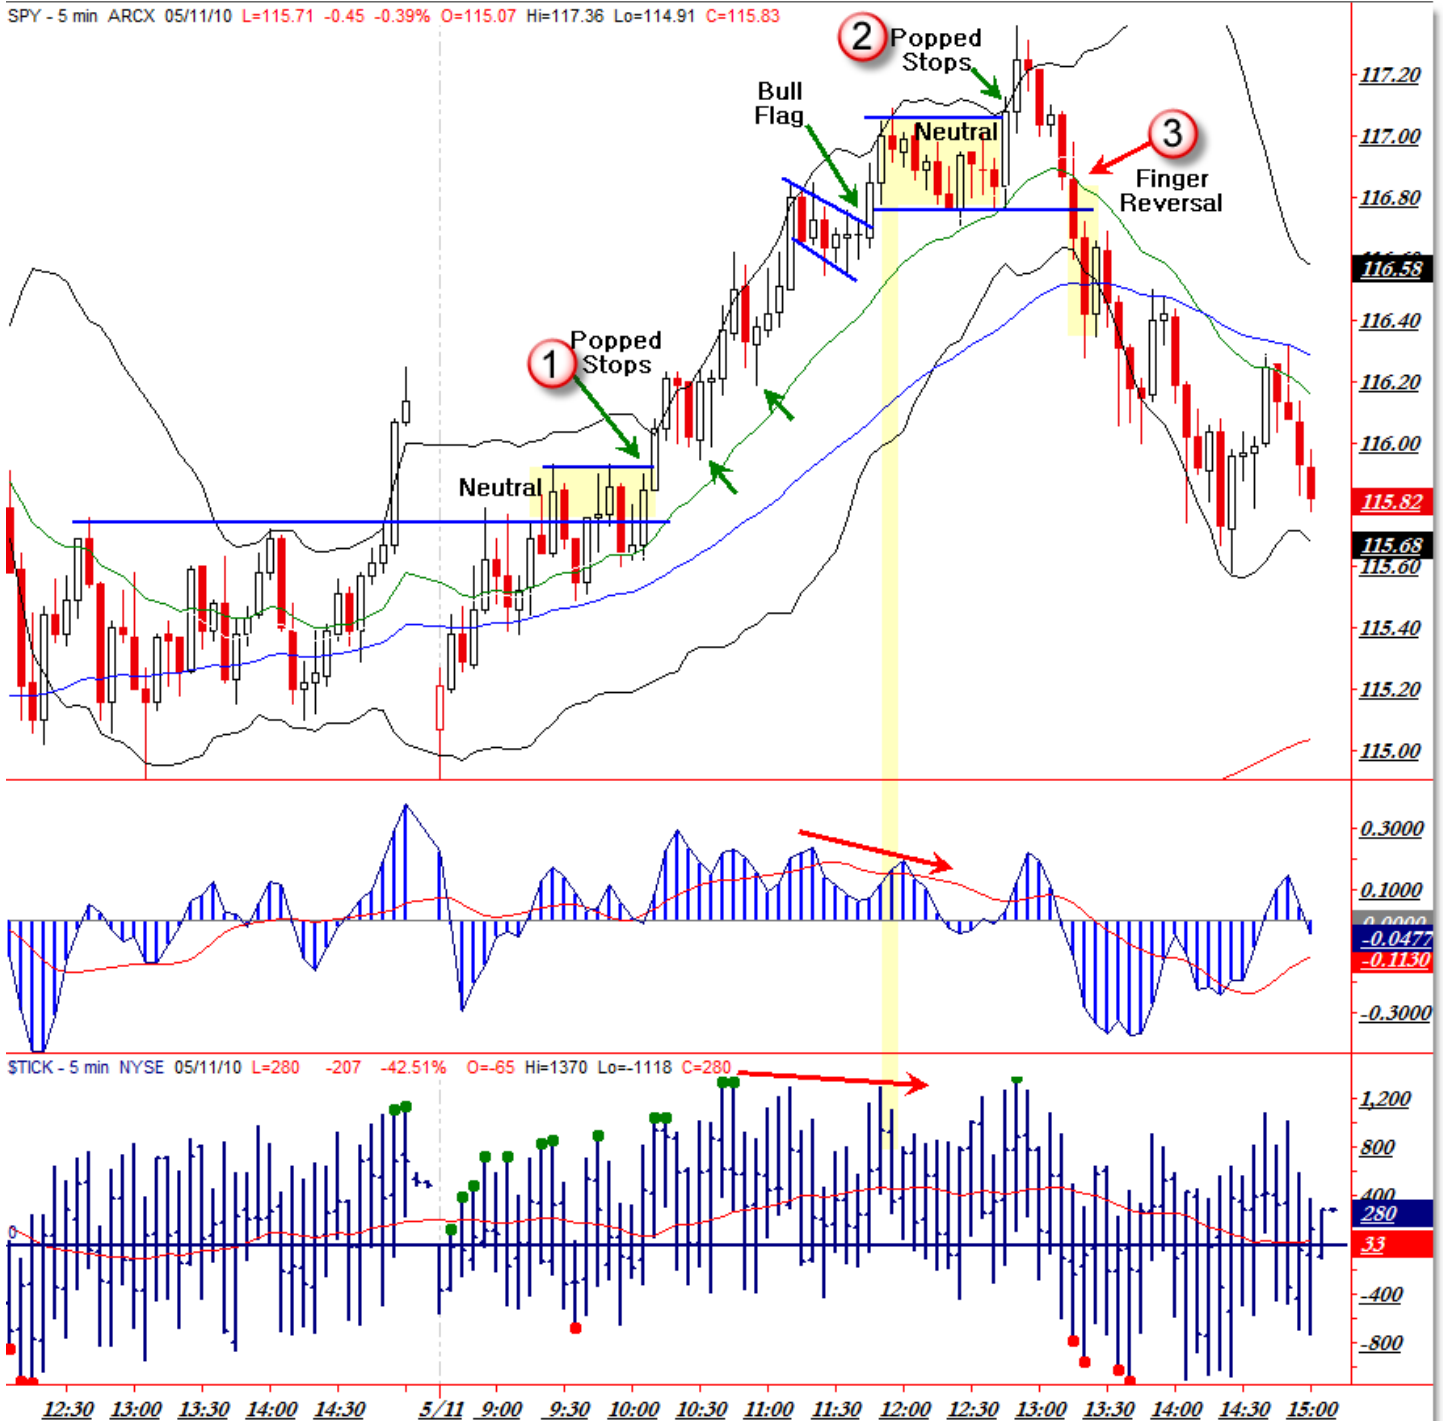 SPY - 5 min ARCX 05/11/10 L=115.71 -0.45 -0.39% O=115.07 Hi=117.36 Lo=114.91 C=115.83
2 Popped
Stops
117.20
Bull
Flag
Neutral
117.00
3
Finger
Reversal
116.80
116.58
116.40
1 Popped
Stops
116.20
116.00
Neutral
115.82
115.68
115.60
115.40
115.20
115.00
0.3000
0.1000
0.0000
-0.0477
-0.1130
-0.3000
$TICK - 5 min NYSE 05/11/10 L=280 -207 -42.51% O=-65 Hi=1370 Lo=-1118 C=280
1,200
800
400
280
0
33
-400
-800
12:30 13:00 13:30 14:00 14:30 5/11 9:00 9:30 10:00 10:30 11:00 11:30 12:00 12:30 13:00 13:30 14:00 14:30 15:00